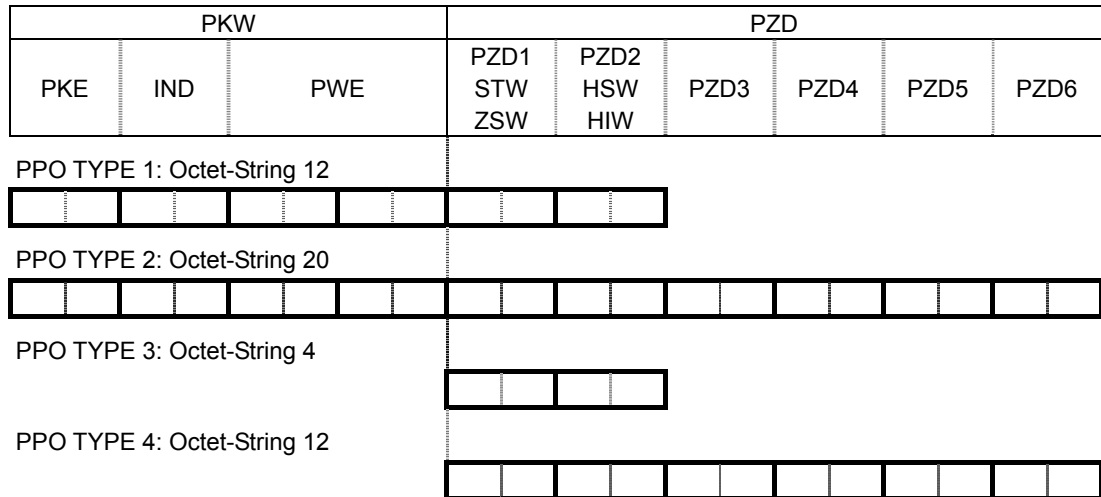 PKW PZD
PKE IND PWE PZD1 STW ZSW PZD2 HSW HIW PZD3 PZD4 PZD5 PZD6
PPO TYPE 1: Octet-String 12
PPO TYPE 2: Octet-String 20
PPO TYPE 3: Octet-String 4
PPO TYPE 4: Octet-String 12